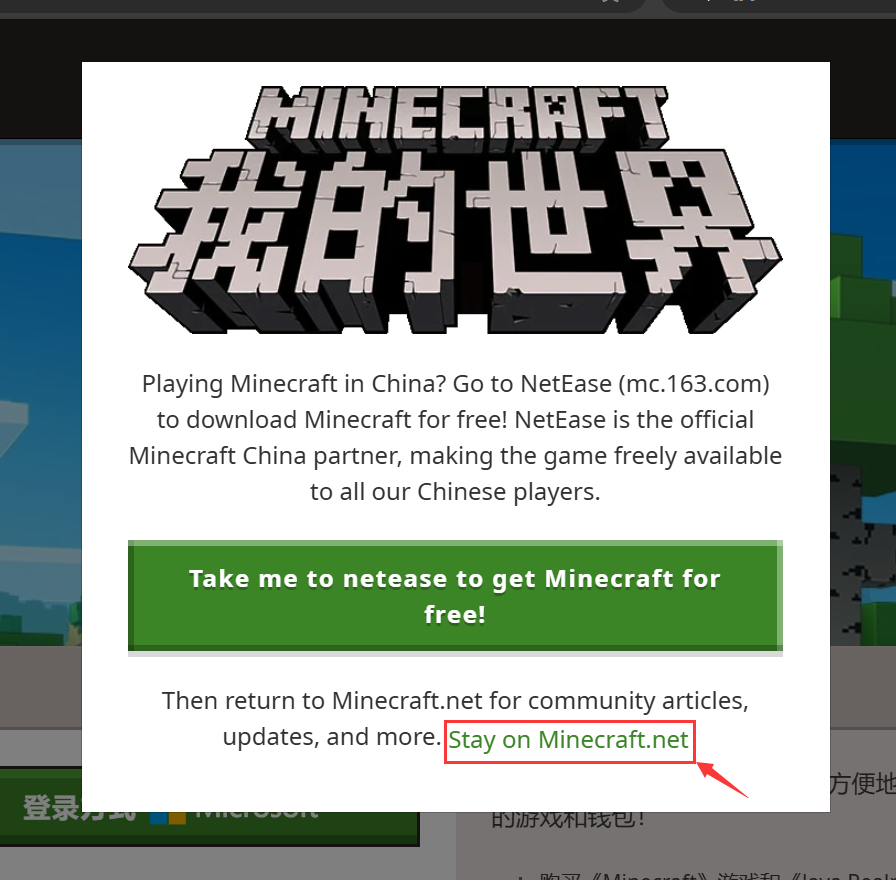 MINECRAFT
我的世界
Playing Minecraft in China? Go to NetEase (mc.163.com)
to download Minecraft for free! NetEase is the official
Minecraft China partner, making the game freely available
to all our Chinese players.
Take me to netease to get Minecraft for
free!
Then return to Minecraft.net for community articles,
updates, and more. Stay on Minecraft.net
登录方式 Microsoft
方便地
的游戏和钱包!
购买《Minecraft》游戏和《Java Realm